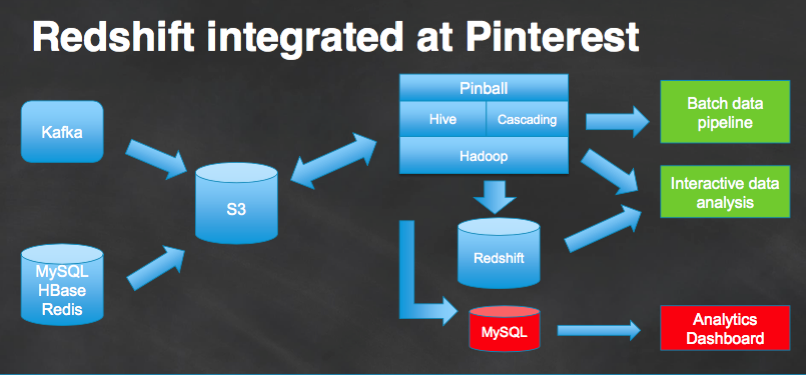 Redshift integrated at Pinterest
Kafka
MySQL
HBase
Redis
S3
Pinball
Hive
Cascading
Hadoop
Redshift
MySQL
Batch data
pipeline
Interactive data
analysis
Analytics
Dashboard